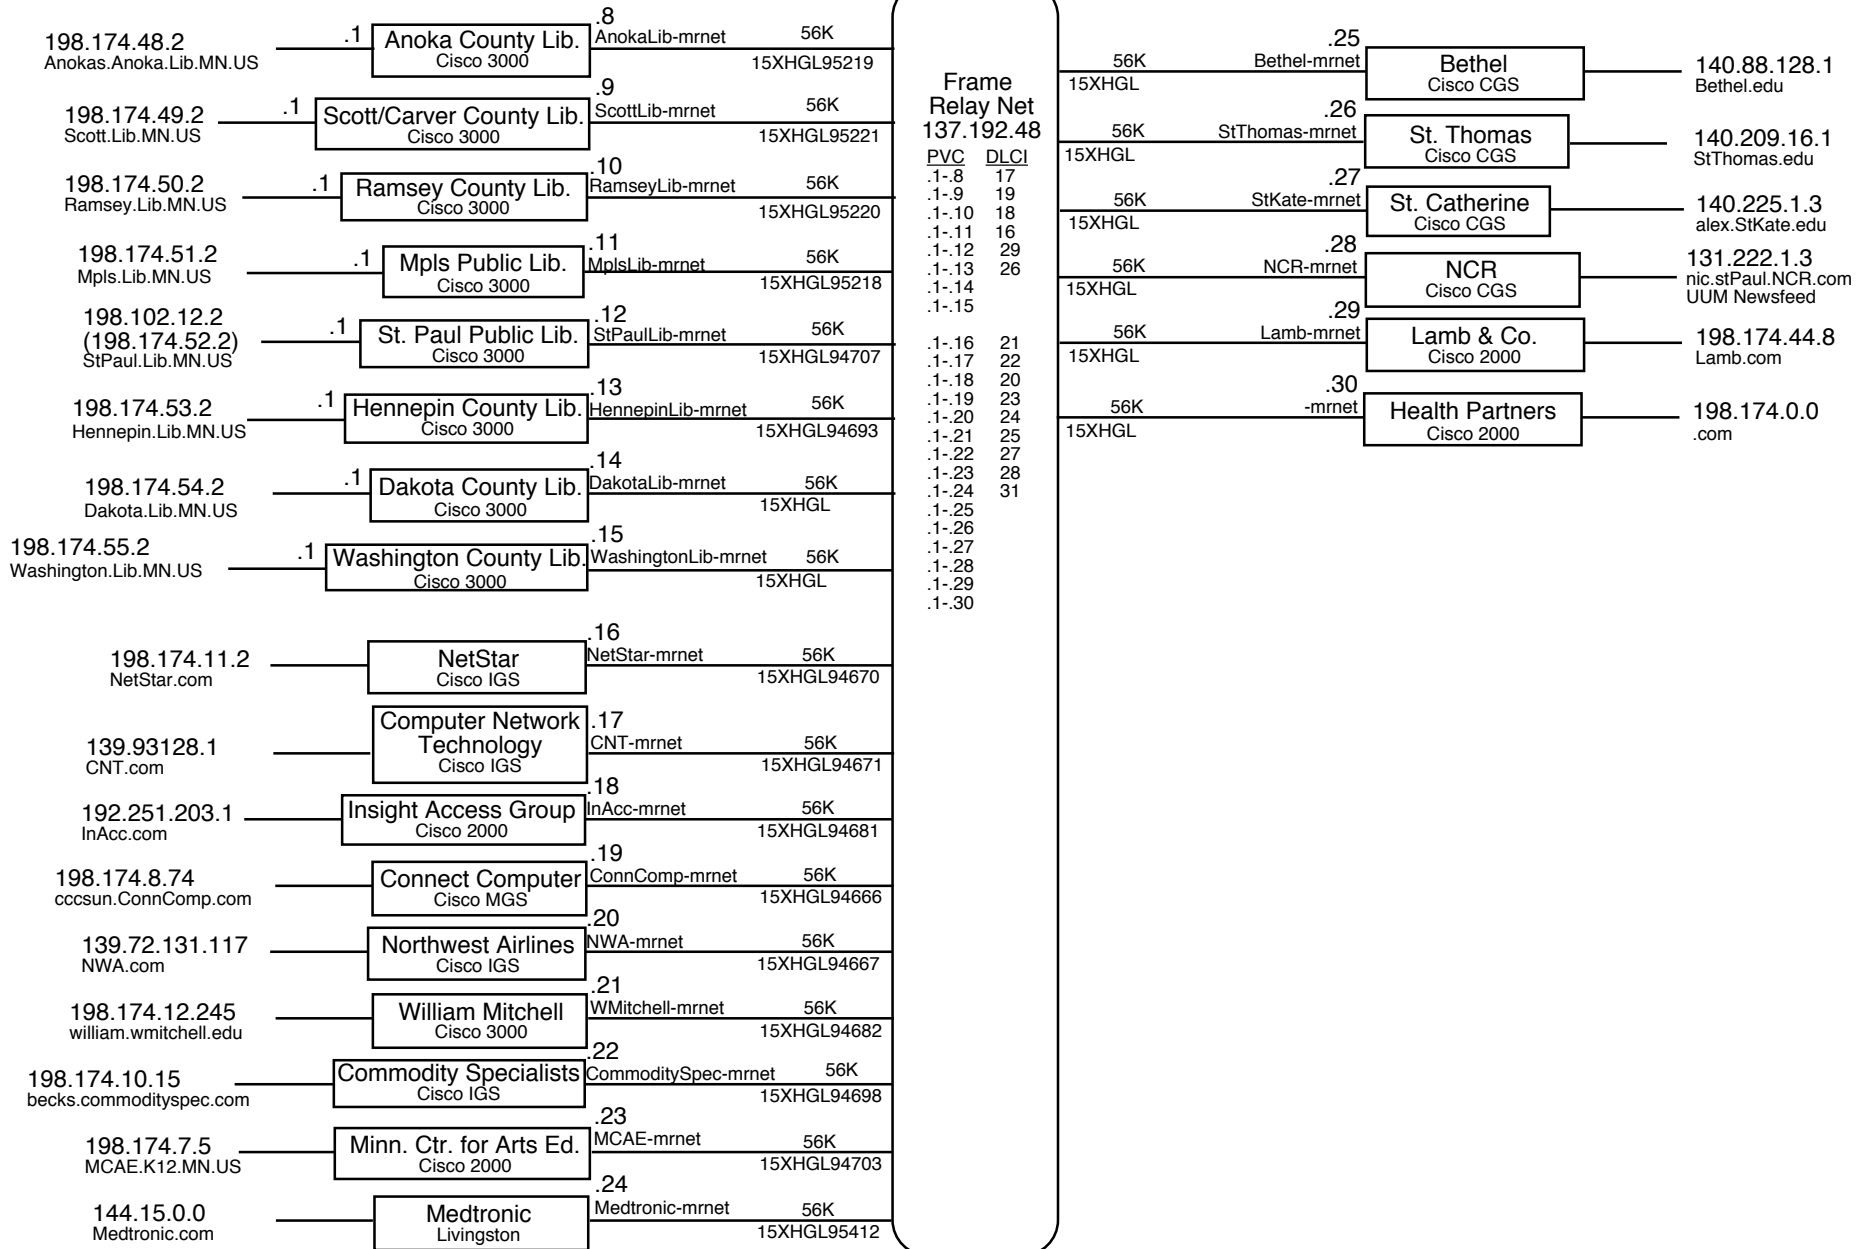 198.174.48.2
Anokas.Anoka.Lib.MN.US
.1
Anoka County Lib.
Cisco 3000
.8
AnokaLib-mrnet
56K
15XHGL95219
198.174.49.2
Scott.Lib.MN.US
.1
Scott/Carver County Lib.
Cisco 3000
.9
ScottLib-mrnet
56K
15XHGL95221
198.174.50.2
Ramsey.Lib.MN.US
.1
Ramsey County Lib.
Cisco 3000
.10
RamseyLib-mrnet
56K
15XHGL95220
198.174.51.2
Mpls.Lib.MN.US
.1
Mpls Public Lib.
Cisco 3000
.11
MplsLib-mrnet
56K
15XHGL95218
198.102.12.2
(198.174.52.2)
StPaul.Lib.MN.US
.1
St. Paul Public Lib.
Cisco 3000
.12
StPaulLib-mrnet
56K
15XHGL94707
198.174.53.2
Hennepin.Lib.MN.US
.1
Hennepin County Lib.
Cisco 3000
.13
HennepinLib-mrnet
56K
15XHGL94693
198.174.54.2
Dakota.Lib.MN.US
.1
Dakota County Lib.
Cisco 3000
.14
DakotaLib-mrnet
56K
15XHGL
198.174.55.2
Washington.Lib.MN.US
.1
Washington County Lib.
Cisco 3000
.15
WashingtonLib-mrnet
56K
15XHGL
198.174.11.2
NetStar.com
NetStar
Cisco IGS
.16
NetStar-mrnet
56K
15XHGL94670
139.93128.1
CNT.com
Computer Network
Technology
Cisco IGS
.17
CNT-mrnet
56K
15XHGL94671
192.251.203.1
InAcc.com
Insight Access Group
Cisco 2000
.18
InAcc-mrnet
56K
15XHGL94681
198.174.8.74
cccsun.ConnComp.com
Connect Computer
Cisco MGS
.19
ConnComp-mrnet
56K
15XHGL94666
139.72.131.117
NWA.com
Northwest Airlines
Cisco IGS
.20
NWA-mrnet
56K
15XHGL94667
198.174.12.245
william.wmitchell.edu
William Mitchell
Cisco 3000
.21
WMitchell-mrnet
56K
15XHGL94682
198.174.10.15
becks.commodityspec.com
Commodity Specialists
Cisco IGS
.22
CommoditySpec-mrnet
56K
15XHGL94698
198.174.7.5
MCAE.K12.MN.US
Minn. Ctr. for Arts Ed.
Cisco 2000
.23
MCAE-mrnet
56K
15XHGL94703
144.15.0.0
Medtronic.com
Medtronic
Livingston
.24
Medtronic-mrnet
56K
15XHGL95412
Frame
Relay Net
137.192.48
PVC DLCI
.1-.8 17
.1-.9 19
.1-.10 18
.1-.11 16
.1-.12 29
.1-.13 26
.1-.14
.1-.15
.1-.16 21
.1-.17 22
.1-.18 20
.1-.19 23
.1-.20 24
.1-.21 25
.1-.22 27
.1-.23 28
.1-.24 31
.1-.25
.1-.26
.1-.27
.1-.28
.1-.29
.1-.30
56K
15XHGL
Bethel-mrnet
.25
Bethel
Cisco CGS
140.88.128.1
Bethel.edu
56K
15XHGL
StThomas-mrnet
.26
St. Thomas
Cisco CGS
140.209.16.1
StThomas.edu
56K
15XHGL
StKate-mrnet
.27
St. Catherine
Cisco CGS
140.225.1.3
alex.StKate.edu
56K
15XHGL
NCR-mrnet
.28
NCR
Cisco CGS
131.222.1.3
nic.stPaul.NCR.com
UUM Newsfeed
56K
15XHGL
Lamb-mrnet
.29
Lamb & Co.
Cisco 2000
198.174.44.8
Lamb.com
56K
15XHGL
-mrnet
.30
Health Partners
Cisco 2000
198.174.0.0
.com